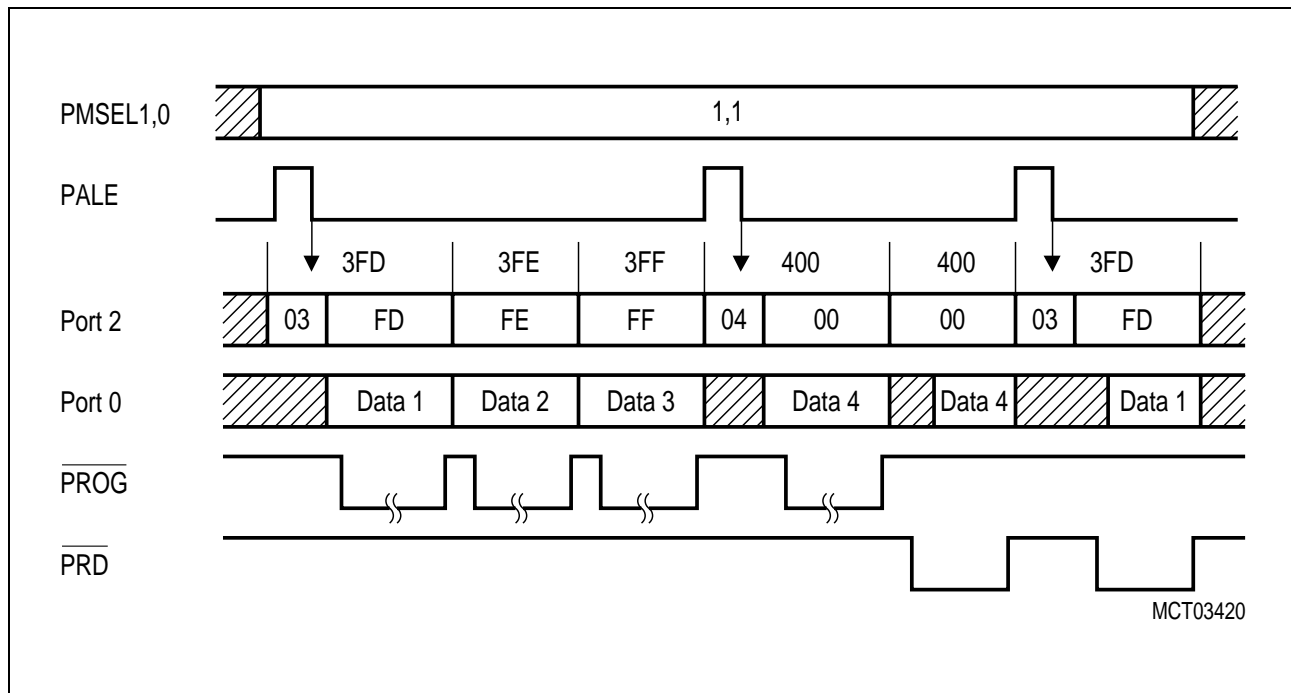 PMSEL1,0 1,1
PALE
3FD 3FE 3FF 400 400 3FD
Port 2 03 FD FE FF 04 00 00 03 FD
Port 0 Data 1 Data 2 Data 3 Data 4 Data 4 Data 1
PROG
PRD
MCT03420